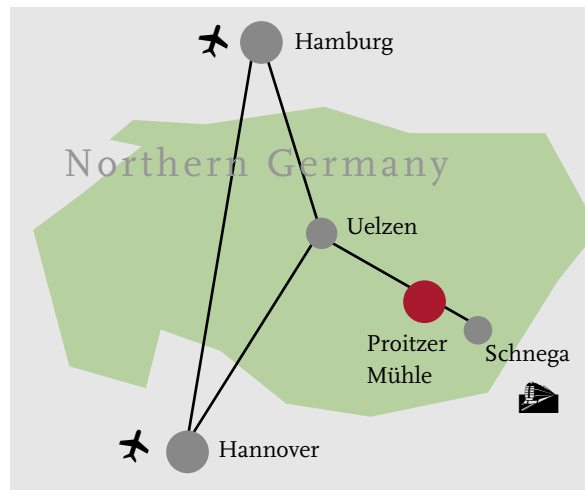 Hamburg
Northern Germany
Uelzen
Proitzer
Mühle
Schnega
Hannover